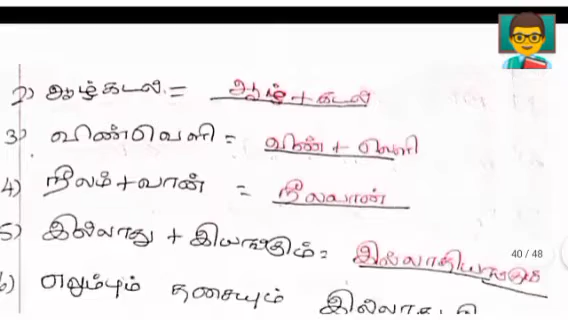 2) ஆழ்கடல் = ஆழ் + கடல்
3) விண்வெளி = விண் + வெளி
4) நீலம் + வான் = நீலவான்
5) இல்லாது + இயங்கும் = இல்லாதியங்கும்
40 / 48
6) எலும்பும் தசையும் இல்லாது